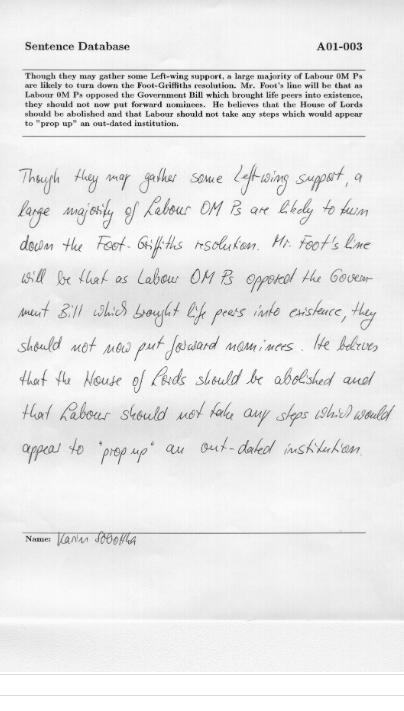 Sentence Database A01-003
Though they may gather some Left-wing support, a large majority of Labour 0M Ps
are likely to turn down the Foot-Griffiths resolution. Mr. Foot's line will be that as
Labour 0M Ps opposed the Government Bill which brought life peers into existence,
they should not now put forward nominees. He believes that the House of Lords
should be abolished and that Labour should not take any steps which would appear
to "prop up" an out-dated institution.
Though they may gather some Left-wing support, a
large majority of Labour OM Ps are likely to turn
down the Foot-Griffiths resolution. Mr. Foot's line
will be that as Labour OM Ps opposed the Govern-
ment Bill which brought life peers into existence, they
should not now put forward nominees. He believes
that the House of Lords should be abolished and
that Labour should not take any steps which would
appear to "prop up" an out-dated institution.
Name: Karin